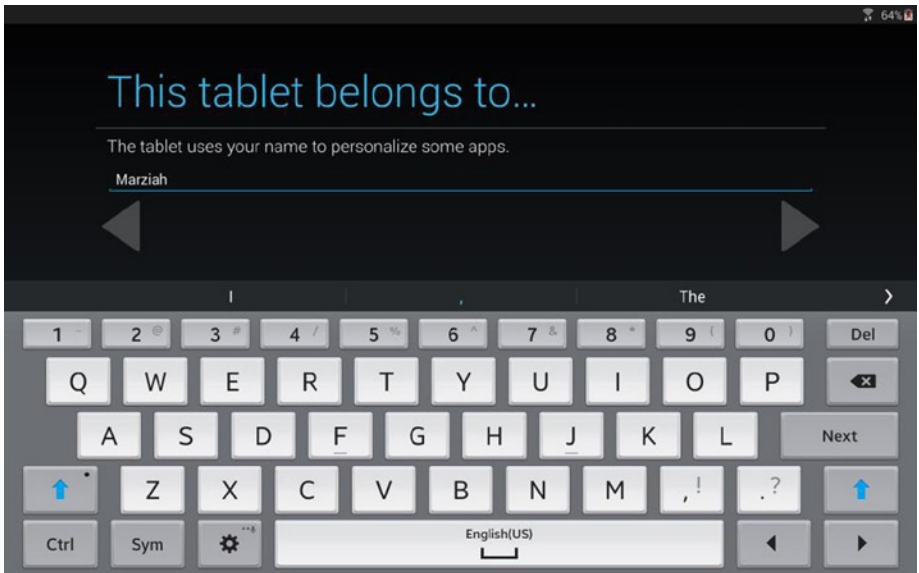 64%
This tablet belongs to...
The tablet uses your name to personalize some apps.
Marziah
I , The
1 - 2 @ 3 # 4 / 5 % 6 ^ 7 & 8 * 9 ( 0 ) Del
Q W E R T Y U I O P
A S D F G H J K L Next
Z X C V B N M , ! . ?
Ctrl Sym English(US)